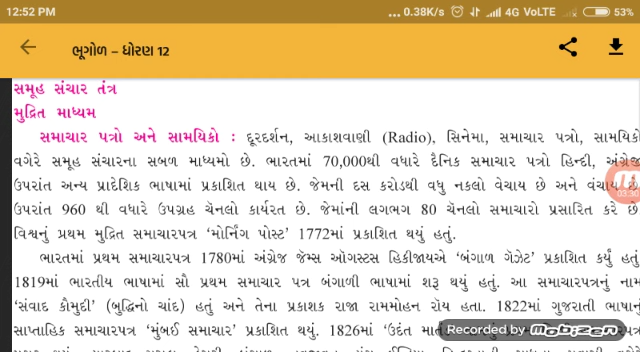 12:52 PM ... 0.38K/s 4G VoLTE 53%
ભૂગોળ – ધોરણ 12
સમૂહ સંચાર તંત્ર
મુદ્રિત માધ્યમ
સમાચાર પત્રો અને સામયિકો : દૂરદર્શન, આકાશવાણી (Radio), સિનેમા, સમાચાર પત્રો, સામયિકો
વગેરે સમૂહ સંચારના સબળ માધ્યમો છે. ભારતમાં 70,000થી વધારે દૈનિક સમાચાર પત્રો હિન્દી, અંગ્રેજી
ઉપરાંત અન્ય પ્રાદેશિક ભાષામાં પ્રકાશિત થાય છે. જેમની દસ કરોડથી વધુ નકલો વેચાય છે અને વંચાય છે
ઉપરાંત 960 થી વધારે ઉપગ્રહ ચૅનલો કાર્યરત છે. જેમાંની લગભગ 80 ચૅનલો સમાચારો પ્રસારિત કરે છે
03:30
વિશ્વનું પ્રથમ મુદ્રિત સમાચારપત્ર ‘મોર્નિંગ પોસ્ટ’ 1772માં પ્રકાશિત થયું હતું.
ભારતમાં પ્રથમ સમાચારપત્ર 1780માં અંગ્રેજ જેમ્સ ઑગસ્ટસ હિકીજાયએ ‘બંગાળ ગૅઝેટ’ પ્રકાશિત કર્યું હતું
1819માં ભારતીય ભાષામાં સૌ પ્રથમ સમાચાર પત્ર બંગાળી ભાષામાં શરૂ થયું હતું. આ સમાચારપત્રનું નામ
‘સંવાદ કૌમુદી’ (બુદ્ધિનો ચાંદ) હતું અને તેના પ્રકાશક રાજા રામમોહન રૉય હતા. 1822માં ગુજરાતી ભાષાનું
સાપ્તાહિક સમાચારપત્ર ‘મુંબઈ સમાચાર’ પ્રકાશિત થયું. 1826માં ‘ઉદંત માત
Recorded by Mobizen